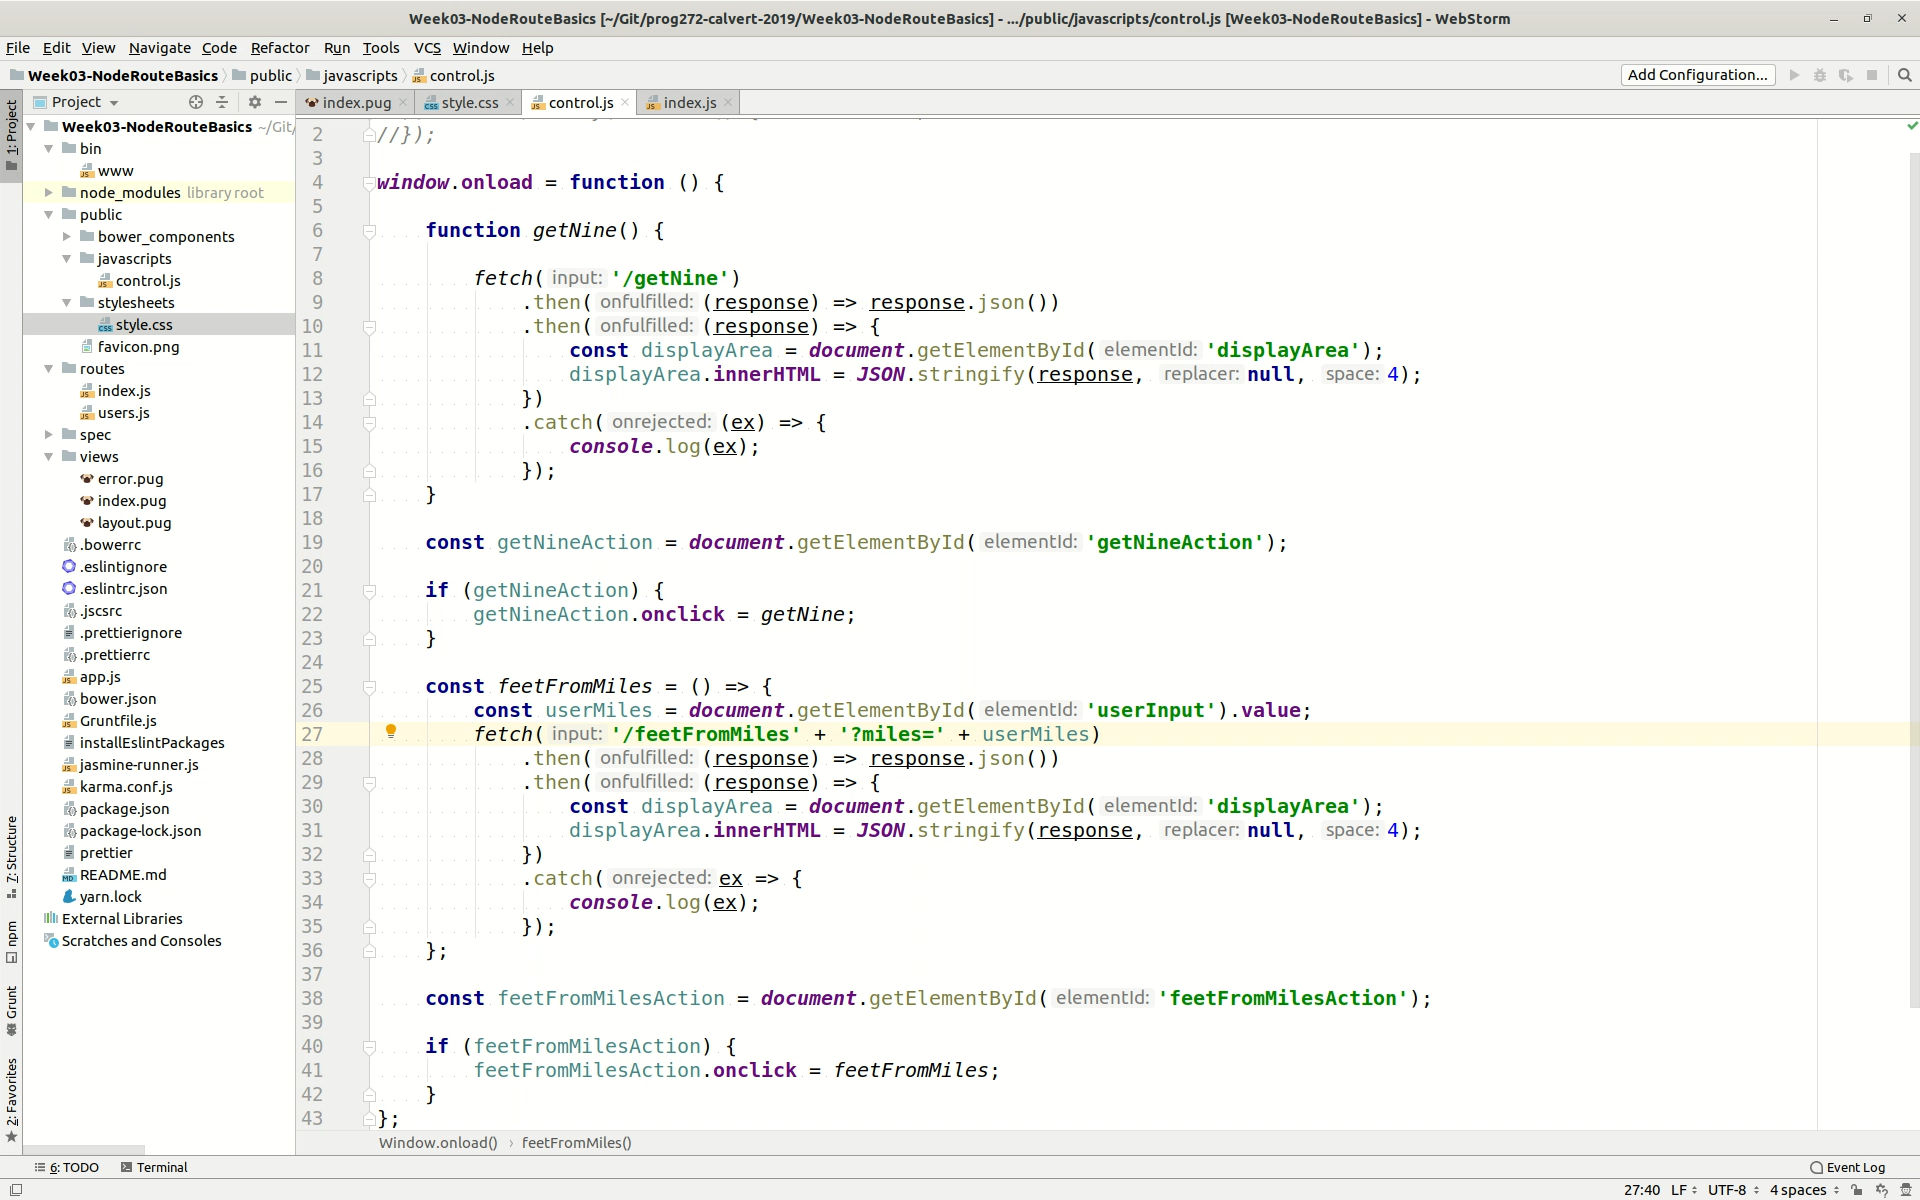 Week03-NodeRouteBasics [~/Git/prog272-calvert-2019/Week03-NodeRouteBasics] - .../public/javascripts/control.js [Week03-NodeRouteBasics] - WebStorm
File Edit View Navigate Code Refactor Run Tools VCS Window Help
Week03-NodeRouteBasics public javascripts control.js Add Configuration...
Project
index.pug style.css control.js index.js
1: Project
Week03-NodeRouteBasics ~/Git/
bin
www
node_modules library root
public
bower_components
javascripts
control.js
stylesheets
style.css
favicon.png
routes
index.js
users.js
spec
views
error.pug
index.pug
layout.pug
.bowerrc
.eslintignore
.eslintrc.json
.jscsrc
.prettierignore
.prettierrc
app.js
bower.json
Gruntfile.js
installEslintPackages
jasmine-runner.js
karma.conf.js
package.json
package-lock.json
prettier
README.md
yarn.lock
External Libraries
Scratches and Consoles
7: Structure
npm
Grunt
2: Favorites
2 //});
3
4 window.onload = function () {
5
6 function getNine() {
7
8 fetch( input: '/getNine')
9 .then( onfulfilled: (response) => response.json())
10 .then( onfulfilled: (response) => {
11 const displayArea = document.getElementById( elementId: 'displayArea');
12 displayArea.innerHTML = JSON.stringify(response, replacer: null, space: 4);
13 })
14 .catch( onrejected: (ex) => {
15 console.log(ex);
16 });
17 }
18
19 const getNineAction = document.getElementById( elementId: 'getNineAction');
20
21 if (getNineAction) {
22 getNineAction.onclick = getNine;
23 }
24
25 const feetFromMiles = () => {
26 const userMiles = document.getElementById( elementId: 'userInput').value;
27 fetch( input: '/feetFromMiles' + '?miles=' + userMiles)
28 .then( onfulfilled: (response) => response.json())
29 .then( onfulfilled: (response) => {
30 const displayArea = document.getElementById( elementId: 'displayArea');
31 displayArea.innerHTML = JSON.stringify(response, replacer: null, space: 4);
32 })
33 .catch( onrejected: ex => {
34 console.log(ex);
35 });
36 };
37
38 const feetFromMilesAction = document.getElementById( elementId: 'feetFromMilesAction');
39
40 if (feetFromMilesAction) {
41 feetFromMilesAction.onclick = feetFromMiles;
42 }
43 };
Window.onload() › feetFromMiles()
6: TODO Terminal Event Log
27:40 LF UTF-8 4 spaces